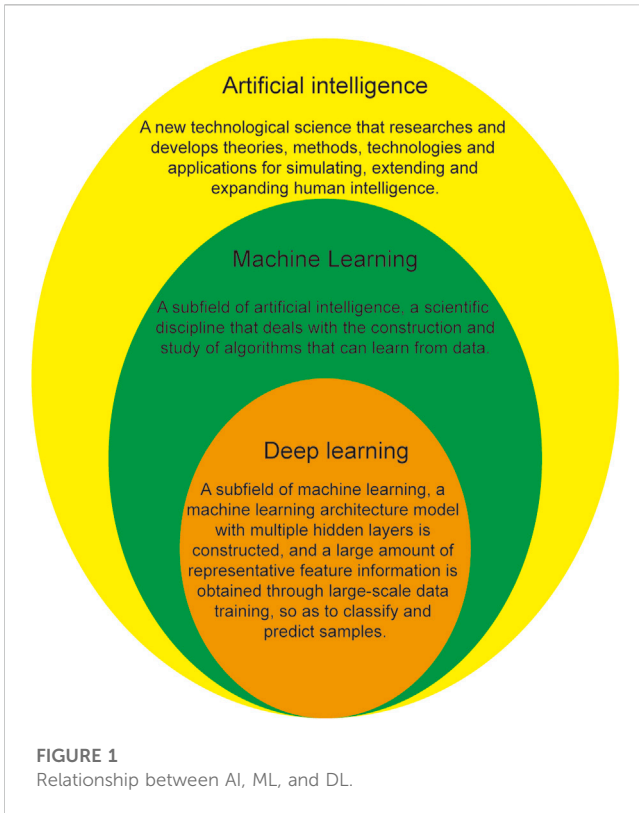 Artificial intelligence
A new technological science that researches and
develops theories, methods, technologies and
applications for simulating, extending and
expanding human intelligence.
Machine Learning
A subfield of artificial intelligence, a scientific
discipline that deals with the construction and
study of algorithms that can learn from data.
Deep learning
A subfield of machine learning, a
machine learning architecture model
with multiple hidden layers is
constructed, and a large amount of
representative feature information is
obtained through large-scale data
training, so as to classify and
predict samples.
FIGURE 1
Relationship between AI, ML, and DL.